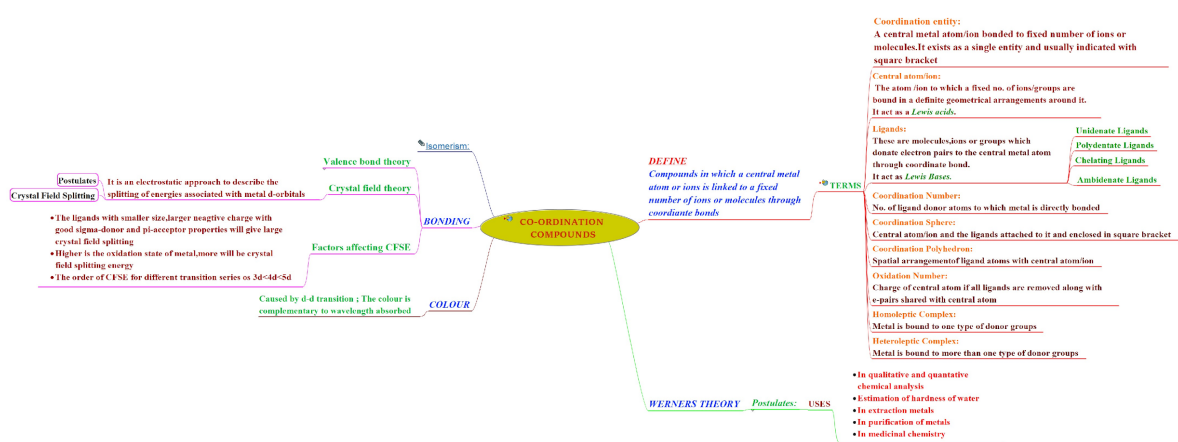 Coordination entity:
A central metal atom/ion bonded to fixed number of ions or
molecules.It exists as a single entity and usually indicated with
square bracket
Central atom/ion:
The atom /ion to which a fixed no. of ions/groups are
bound in a definite geometrical arrangements around it.
It act as a Lewis acids.
Ligands:
These are molecules,ions or groups which
donate electron pairs to the central metal atom
through coordinate bond.
It act as Lewis Bases.
Unidenate Ligands
Polydentate Ligands
Chelating Ligands
Ambidenate Ligands
TERMS
Coordination Number:
No. of ligand donor atoms to which metal is directly bonded
Coordination Sphere:
Central atom/ion and the ligands attached to it and enclosed in square bracket
Coordination Polyhedron:
Spatial arrangementof ligand atoms with central atom/ion
Oxidation Number:
Charge of central atom if all ligands are removed along with
e-pairs shared with central atom
Homoleptic Complex:
Metal is bound to one type of donor groups
Heteroleptic Complex:
Metal is bound to more than one type of donor groups
DEFINE
Compounds in which a central metal
atom or ions is linked to a fixed
number of ions or molecules through
coordiante bonds
CO-ORDINATION
COMPOUNDS
Isomerism:
BONDING
Valence bond theory
Crystal field theory
It is an electrostatic approach to describe the
splitting of energies associated with metal d-orbitals
Postulates
Crystal Field Splitting
Factors affecting CFSE
•The ligands with smaller size,larger neagtive charge with
good sigma-donor and pi-acceptor properties will give large
crystal field splitting
•Higher is the oxidation state of metal,more will be crystal
field splitting energy
•The order of CFSE for different transition series os 3d<4d<5d
COLOUR
Caused by d-d transition ; The colour is
complementary to wavelength absorbed
WERNERS THEORY
Postulates:
USES
•In qualitative and quantative
chemical analysis
•Estimation of hardness of water
•In extraction metals
•In purification of metals
•In medicinal chemistry